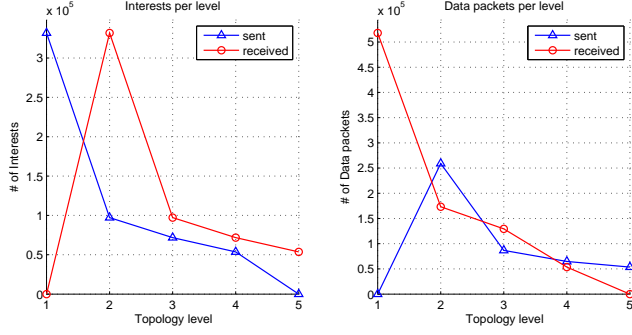 x 10^5
Interests per level
sent
received
3
2.5
2
1.5
1
0.5
0
# of Interests
1 2 3 4 5
Topology level
x 10^5
Data packets per level
sent
received
5
4.5
4
3.5
3
2.5
2
1.5
1
0.5
0
# of Data packets
1 2 3 4 5
Topology level